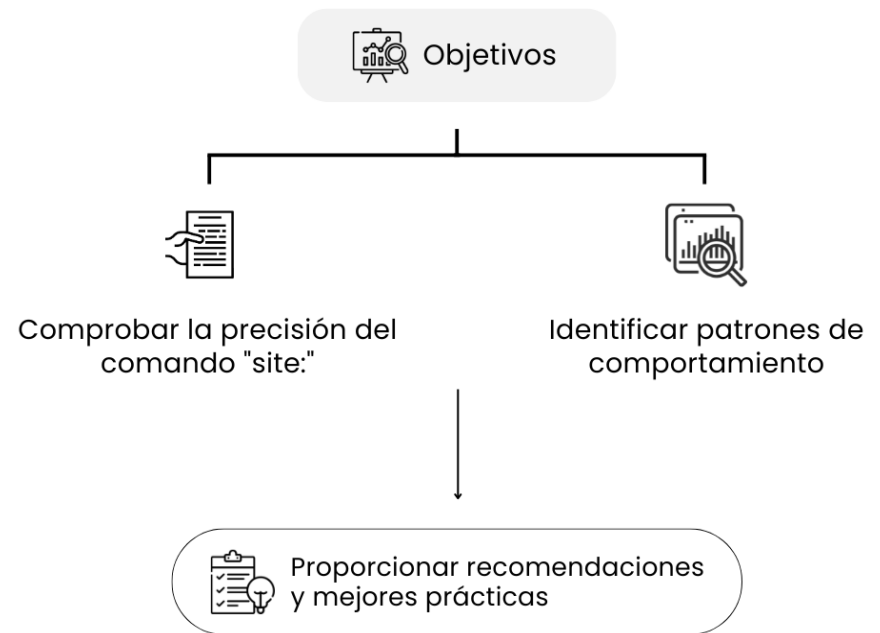 Objetivos
Comprobar la precisión del
comando "site:"
Identificar patrones de
comportamiento
Proporcionar recomendaciones
y mejores prácticas